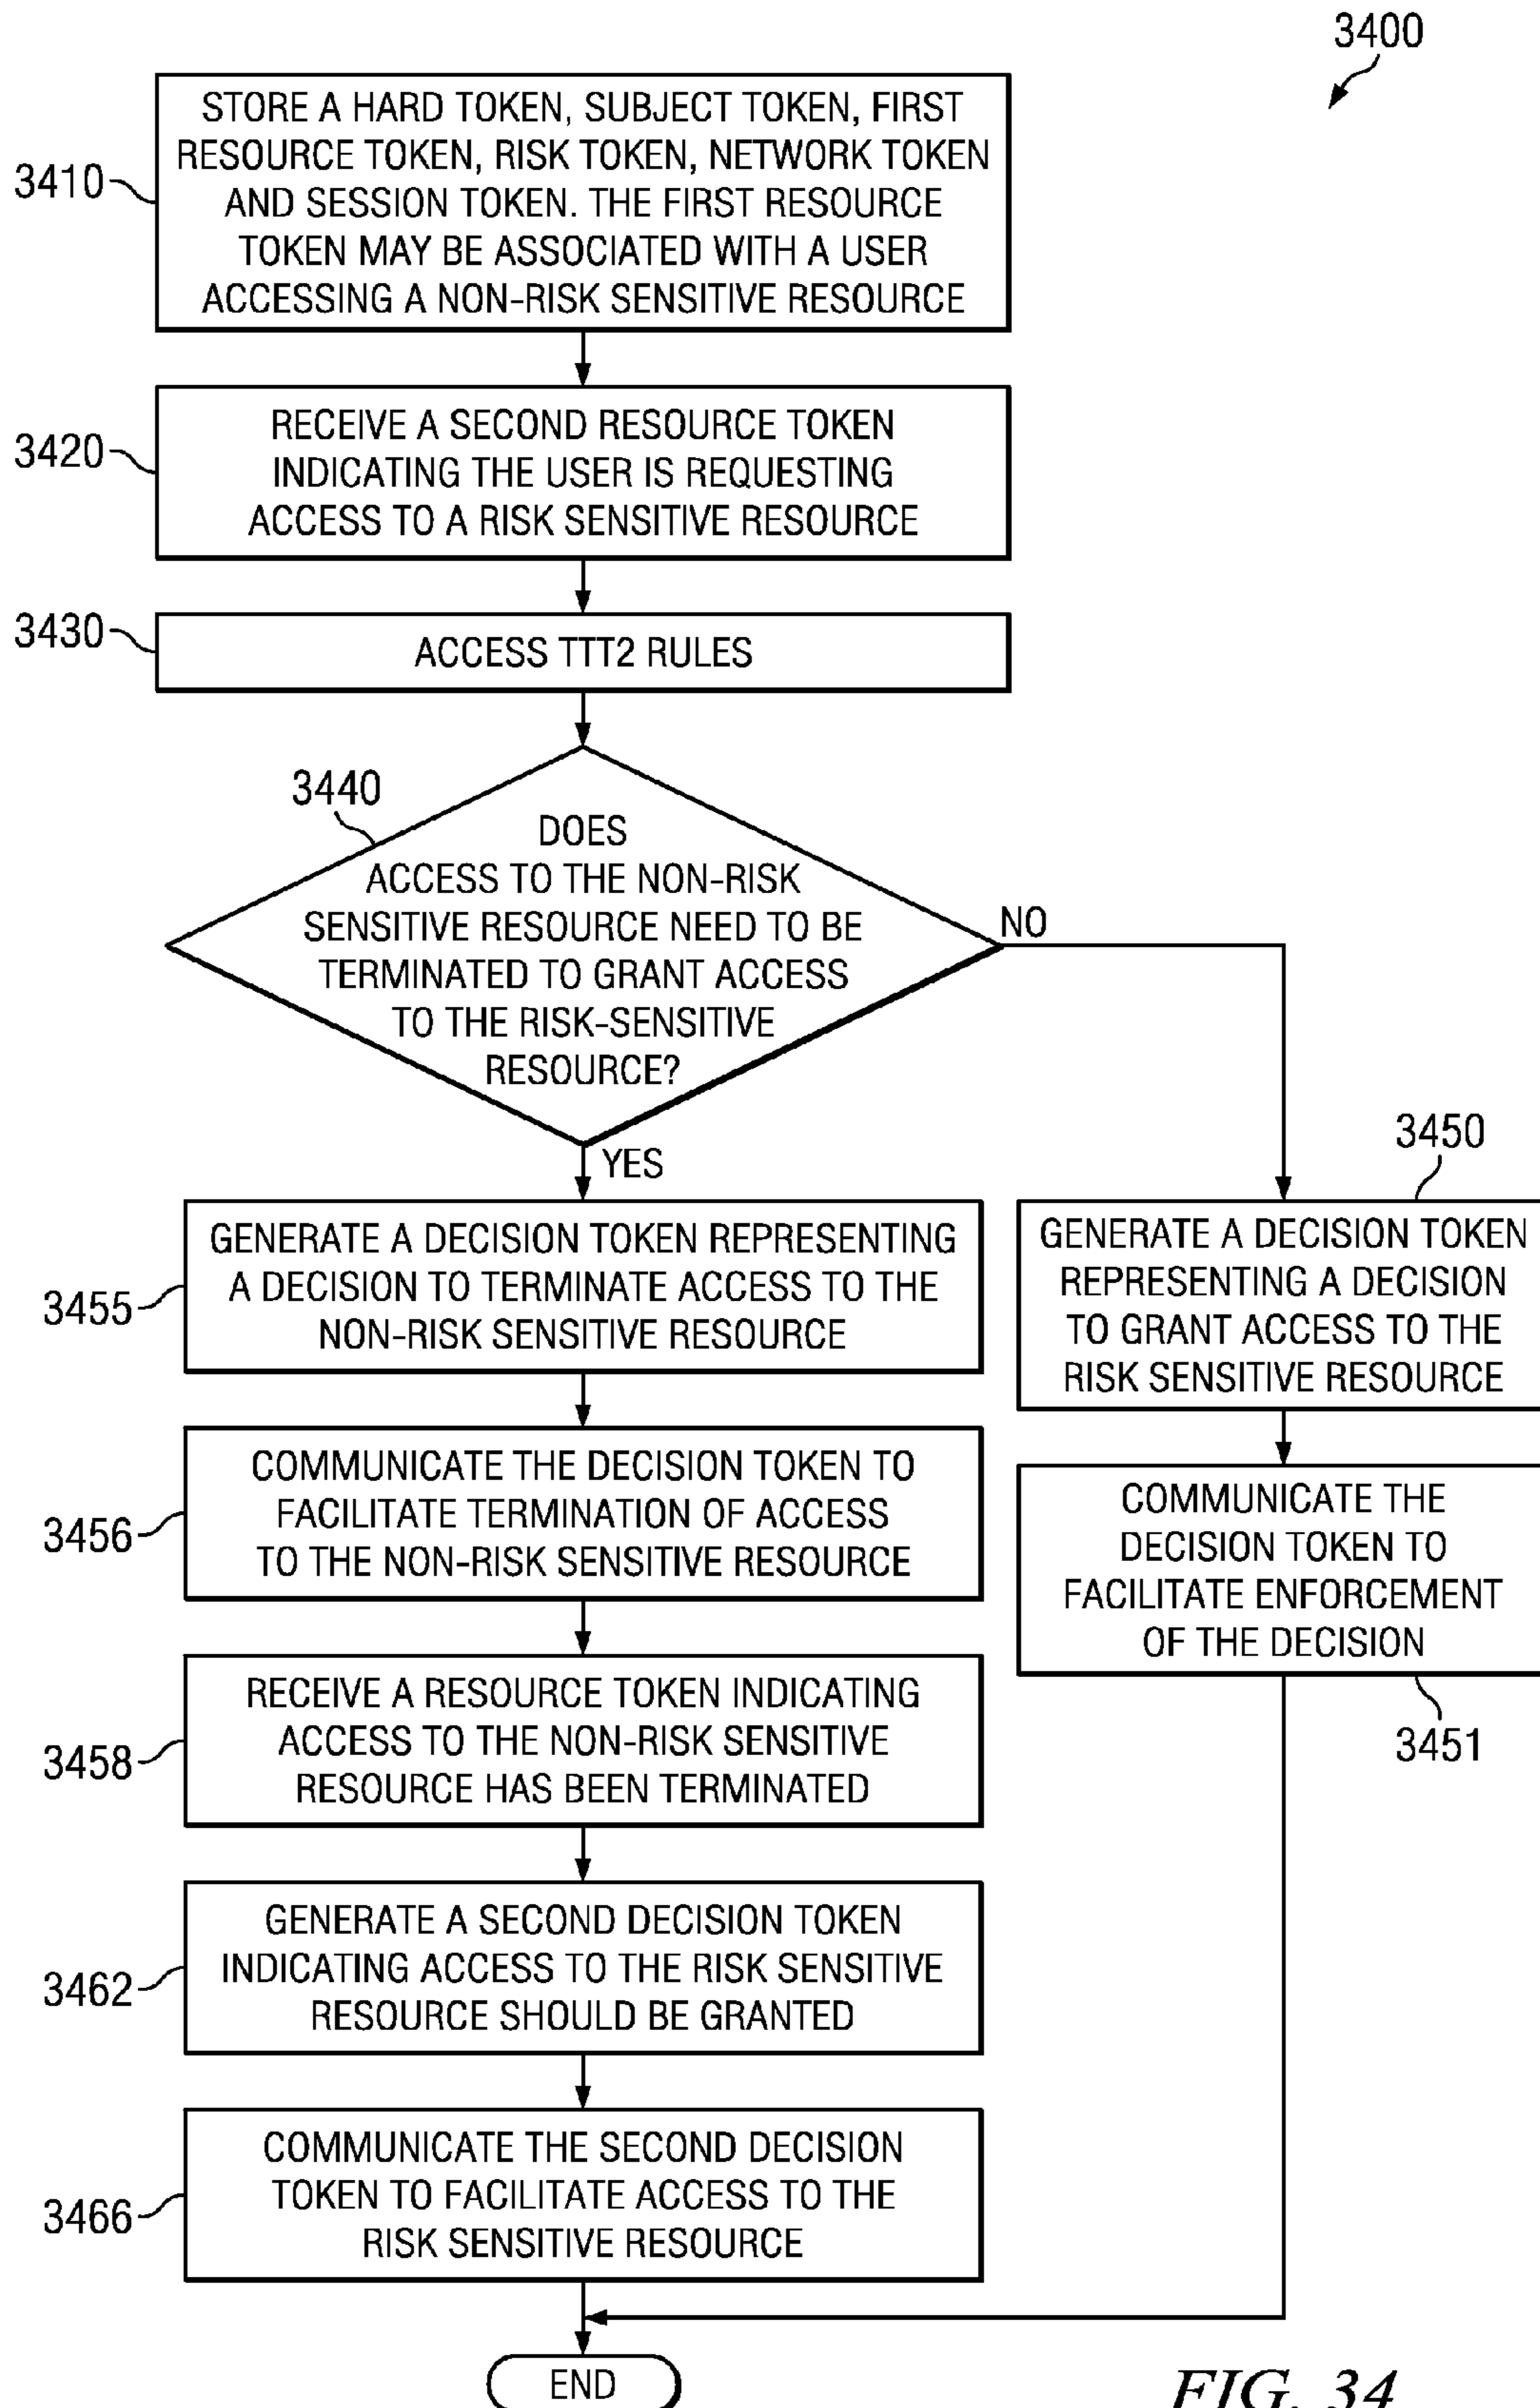 3400
STORE A HARD TOKEN, SUBJECT TOKEN, FIRST
RESOURCE TOKEN, RISK TOKEN, NETWORK TOKEN
AND SESSION TOKEN. THE FIRST RESOURCE
TOKEN MAY BE ASSOCIATED WITH A USER
ACCESSING A NON-RISK SENSITIVE RESOURCE
3410
RECEIVE A SECOND RESOURCE TOKEN
INDICATING THE USER IS REQUESTING
ACCESS TO A RISK SENSITIVE RESOURCE
3420
3430
ACCESS TTT2 RULES
3440
DOES
ACCESS TO THE NON-RISK
SENSITIVE RESOURCE NEED TO BE
TERMINATED TO GRANT ACCESS
TO THE RISK-SENSITIVE
RESOURCE?
NO
YES
3450
GENERATE A DECISION TOKEN
REPRESENTING A DECISION
TO GRANT ACCESS TO THE
RISK SENSITIVE RESOURCE
COMMUNICATE THE
DECISION TOKEN TO
FACILITATE ENFORCEMENT
OF THE DECISION
3451
GENERATE A DECISION TOKEN REPRESENTING
A DECISION TO TERMINATE ACCESS TO THE
NON-RISK SENSITIVE RESOURCE
3455
COMMUNICATE THE DECISION TOKEN TO
FACILITATE TERMINATION OF ACCESS
TO THE NON-RISK SENSITIVE RESOURCE
3456
RECEIVE A RESOURCE TOKEN INDICATING
ACCESS TO THE NON-RISK SENSITIVE
RESOURCE HAS BEEN TERMINATED
3458
GENERATE A SECOND DECISION TOKEN
INDICATING ACCESS TO THE RISK SENSITIVE
RESOURCE SHOULD BE GRANTED
3462
COMMUNICATE THE SECOND DECISION
TOKEN TO FACILITATE ACCESS TO THE
RISK SENSITIVE RESOURCE
3466
END
FIG. 34